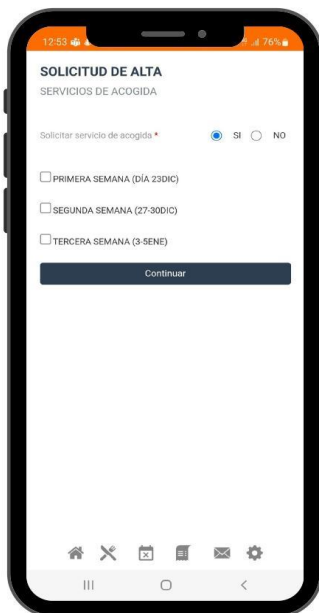 12:53
76%
SOLICITUD DE ALTA
SERVICIOS DE ACOGIDA
Solicitar servicio de acogida * SI NO
PRIMERA SEMANA (DÍA 23DIC)
SEGUNDA SEMANA (27-30DIC)
TERCERA SEMANA (3-5ENE)
Continuar